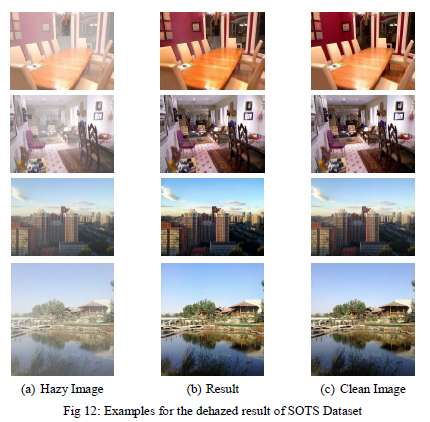 (a) Hazy Image (b) Result (c) Clean Image
Fig 12: Examples for the dehazed result of SOTS Dataset